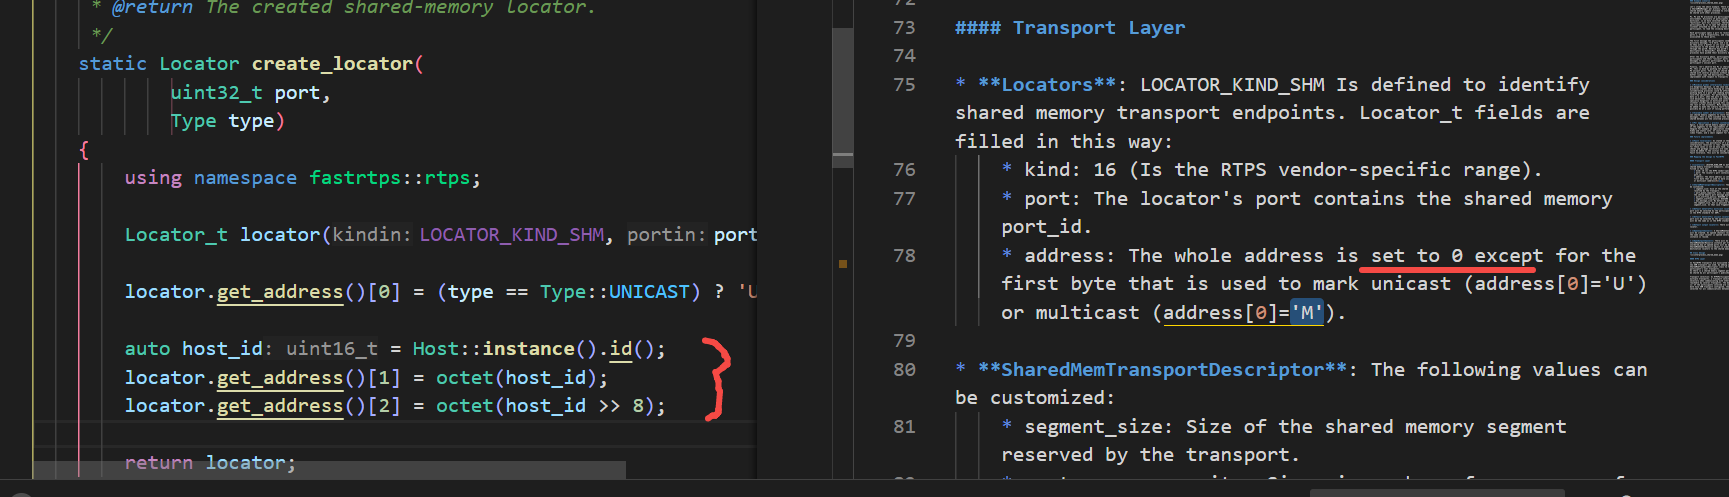 * @return The created shared-memory locator.
*/
static Locator create_locator(
uint32_t port,
Type type)
{
using namespace fastrtps::rtps;
Locator_t locator(kindin: LOCATOR_KIND_SHM, portin: port
locator.get_address()[0] = (type == Type::UNICAST) ? 'U
auto host_id: uint16_t = Host::instance().id();
locator.get_address()[1] = octet(host_id);
locator.get_address()[2] = octet(host_id >> 8);
return locator;
72
73 #### Transport Layer
74
75 * **Locators**: LOCATOR_KIND_SHM Is defined to identify
shared memory transport endpoints. Locator_t fields are
filled in this way:
76 * kind: 16 (Is the RTPS vendor-specific range).
77 * port: The locator's port contains the shared memory
port_id.
78 * address: The whole address is set to 0 except for the
first byte that is used to mark unicast (address[0]='U')
or multicast (address[0]='M').
79
80 * **SharedMemTransportDescriptor**: The following values can
be customized:
81 * segment_size: Size of the shared memory segment
reserved by the transport.